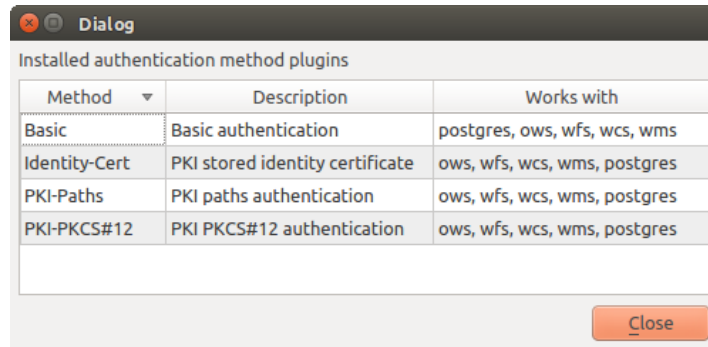 Dialog
Installed authentication method plugins
Method Description Works with
Basic Basic authentication postgres, ows, wfs, wcs, wms
Identity-Cert PKI stored identity certificate ows, wfs, wcs, wms, postgres
PKI-Paths PKI paths authentication ows, wfs, wcs, wms, postgres
PKI-PKCS#12 PKI PKCS#12 authentication ows, wfs, wcs, wms, postgres
Close